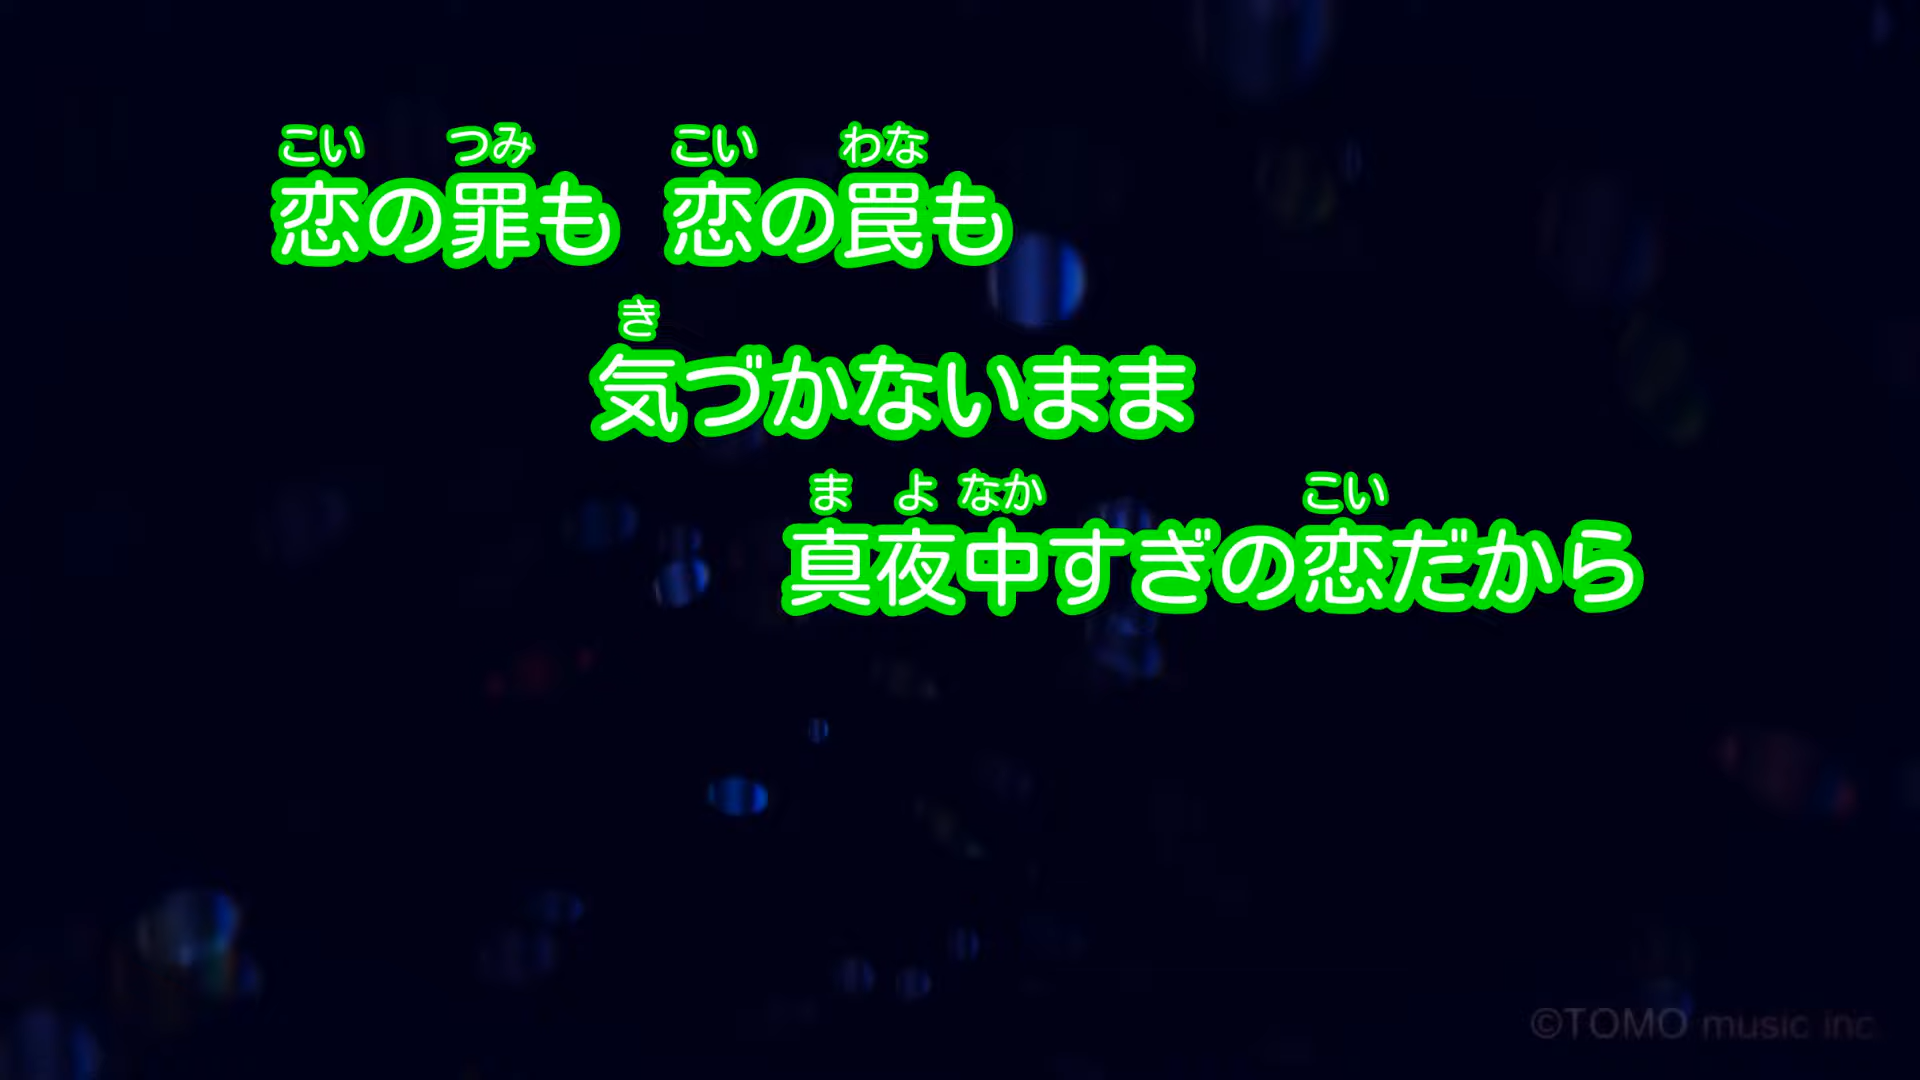 こい つみ こい わな
恋の罪も 恋の罠も
き
気づかないまま
ま よ なか こい
真夜中すぎの恋だから
©TOMO music inc.